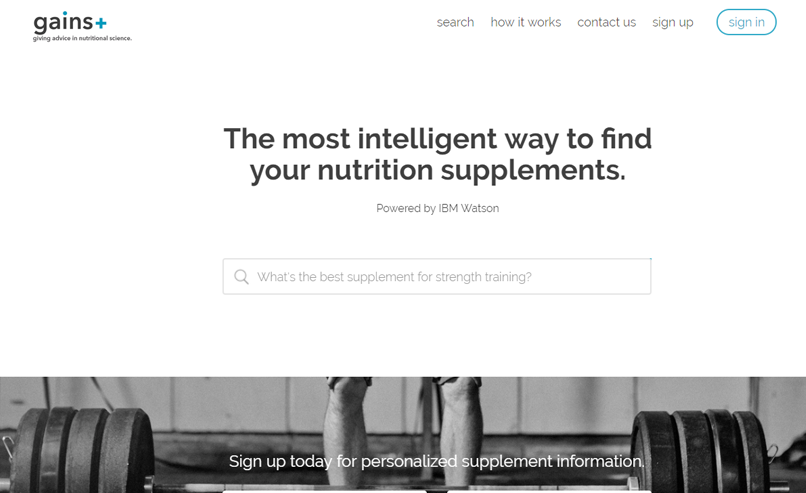 gains+
giving advice in nutritional science.
search how it works contact us sign up sign in
The most intelligent way to find
your nutrition supplements.
Powered by IBM Watson
What's the best supplement for strength training?
Sign up today for personalized supplement information.